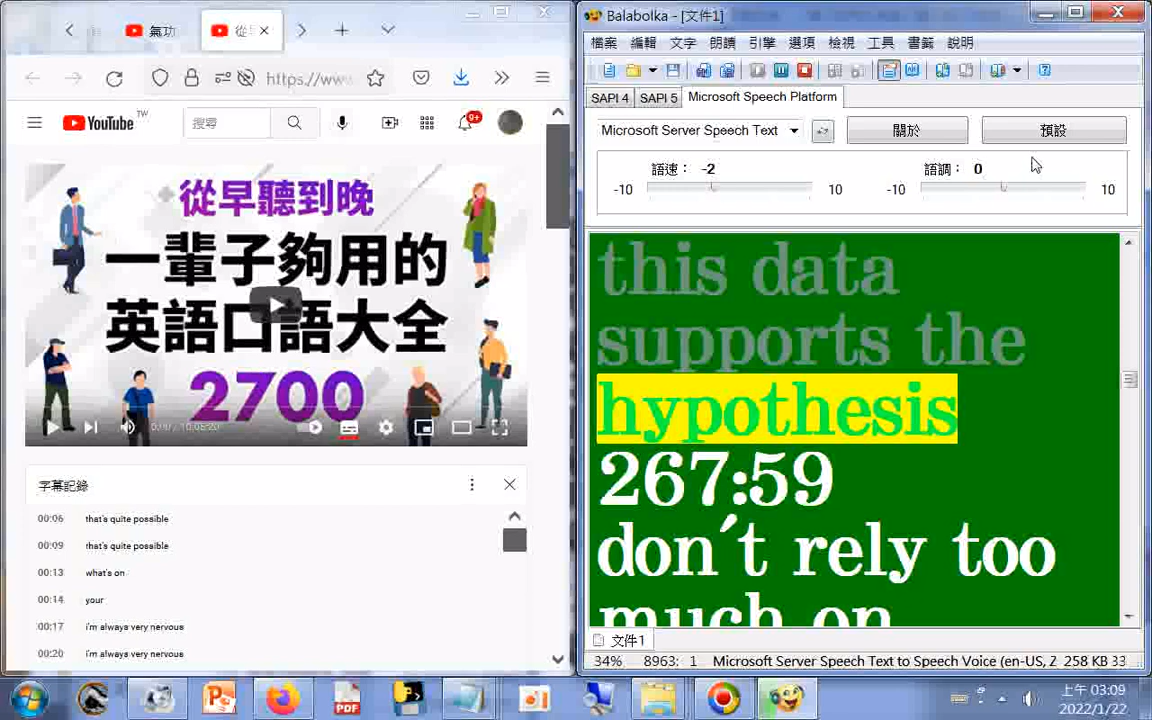 氣功
從
https://www.
YouTube TW
搜尋
9+
從早聽到晚
一輩子夠用的
英語口語大全
2700
字幕記錄
00:06 that's quite possible
00:09 that's quite possible
00:13 what's on
00:14 your
00:17 i'm always very nervous
00:20 i'm always very nervous
Balabolka - [文件1]
檔案 編輯 文字 朗讀 引擎 選項 檢視 工具 書籤 說明
SAPI 4 SAPI 5 Microsoft Speech Platform
Microsoft Server Speech Text
關於
預設
語速： -2
-10 10
語調： 0
-10 10
this data
supports the
hypothesis
267:59
don't rely too
much on
文件1
34% 8963: 1 Microsoft Server Speech Text to Speech Voice (en-US, Z 258 KB 33
PDF
上午 03:09
2022/1/22